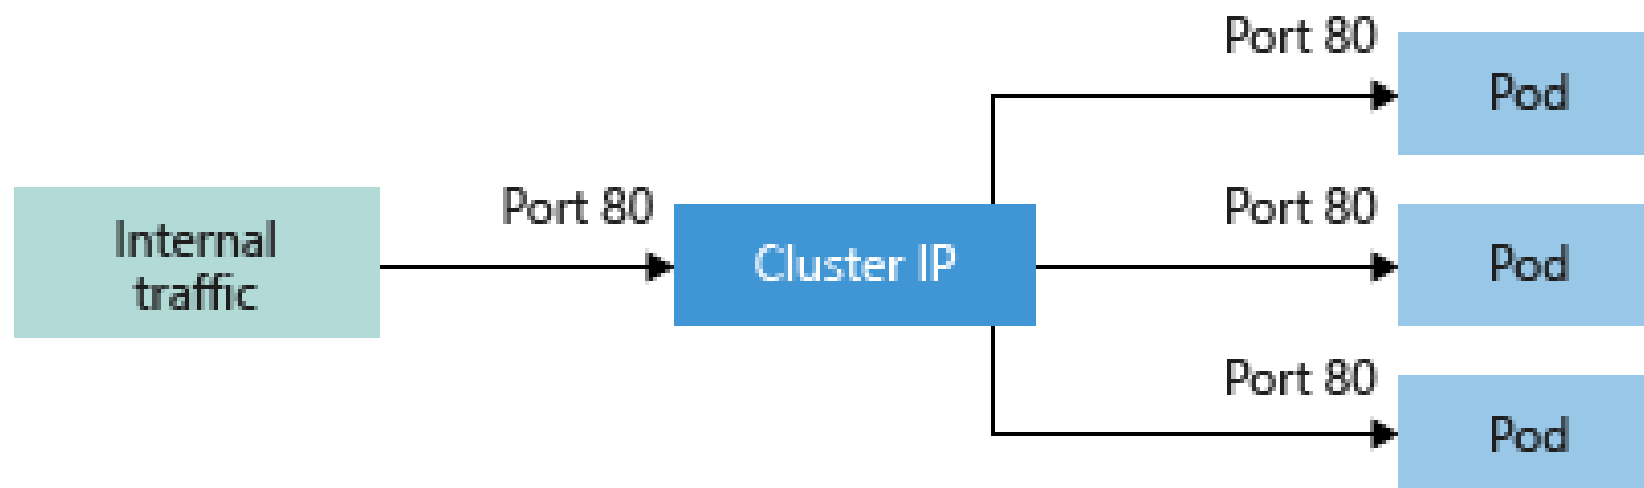 Port 80
Pod
Internal
traffic
Port 80
Cluster IP
Port 80
Pod
Port 80
Pod